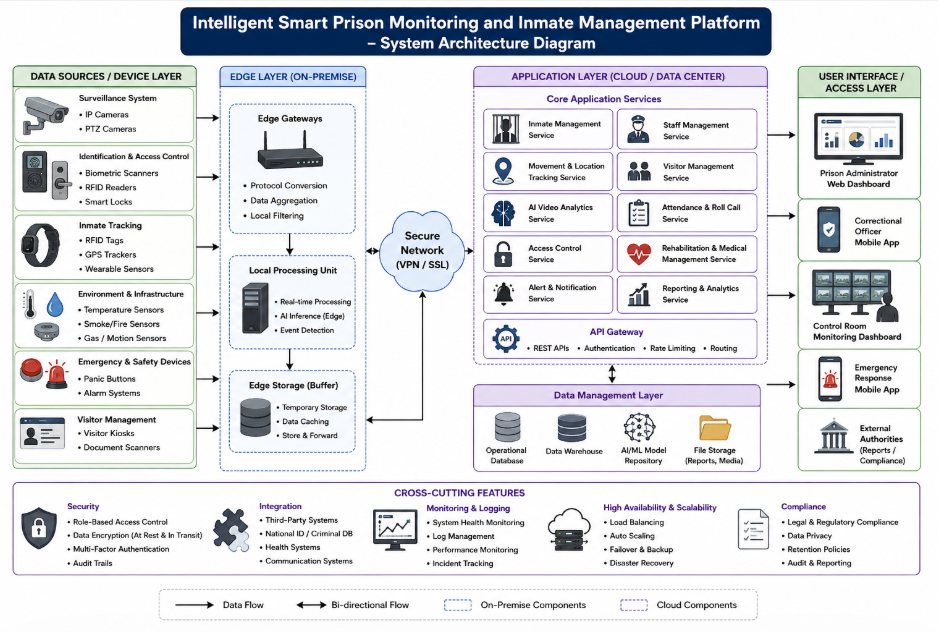 Intelligent Smart Prison Monitoring and Inmate Management Platform
– System Architecture Diagram
DATA SOURCES / DEVICE LAYER
Surveillance System
• IP Cameras
• PTZ Cameras
Identification & Access Control
• Biometric Scanners
• RFID Readers
• Smart Locks
Inmate Tracking
• RFID Tags
• GPS Trackers
• Wearable Sensors
Environment & Infrastructure
• Temperature Sensors
• Smoke/Fire Sensors
• Gas / Motion Sensors
Emergency & Safety Devices
• Panic Buttons
• Alarm Systems
Visitor Management
• Visitor Kiosks
• Document Scanners
EDGE LAYER (ON-PREMISE)
Edge Gateways
• Protocol Conversion
• Data Aggregation
• Local Filtering
Local Processing Unit
• Real-time Processing
• AI Inference (Edge)
• Event Detection
Edge Storage (Buffer)
• Temporary Storage
• Data Caching
• Store & Forward
Secure
Network
(VPN / SSL)
APPLICATION LAYER (CLOUD / DATA CENTER)
Core Application Services
Inmate Management
Service
Staff Management
Service
Movement & Location
Tracking Service
Visitor Management
Service
AI Video Analytics
Service
Attendance & Roll Call
Service
Access Control
Service
Rehabilitation & Medical
Management Service
Alert & Notification
Service
Reporting & Analytics
Service
API
API Gateway
• REST APIs • Authentication • Rate Limiting • Routing
Data Management Layer
Operational
Database
Data Warehouse
AI/ML Model
Repository
File Storage
(Reports, Media)
USER INTERFACE /
ACCESS LAYER
Prison Administrator
Web Dashboard
Correctional
Officer
Mobile App
Control Room
Monitoring Dashboard
Emergency
Response
Mobile App
External
Authorities
(Reports /
Compliance)
CROSS-CUTTING FEATURES
Security
• Role-Based Access Control
• Data Encryption (At Rest & In Transit)
• Multi-Factor Authentication
• Audit Trails
Integration
• Third-Party Systems
• National ID / Criminal DB
• Health Systems
• Communication Systems
Monitoring & Logging
• System Health Monitoring
• Log Management
• Performance Monitoring
• Incident Tracking
High Availability & Scalability
• Load Balancing
• Auto Scaling
• Failover & Backup
• Disaster Recovery
Compliance
• Legal & Regulatory Compliance
• Data Privacy
• Retention Policies
• Audit & Reporting
Data Flow
Bi-directional Flow
On-Premise Components
Cloud Components